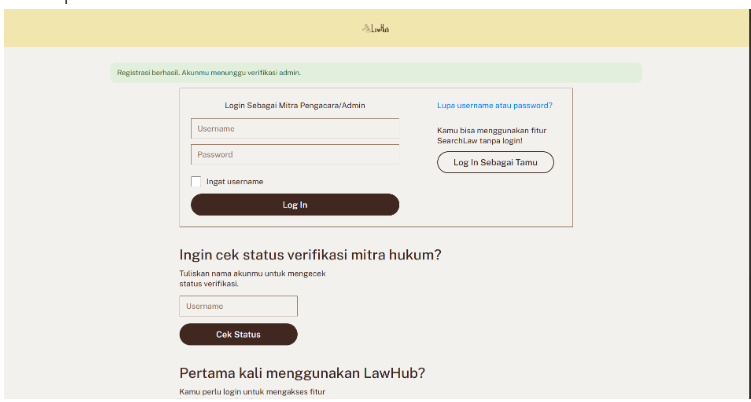 LawHub
Registrasi berhasil. Akunmu menunggu verifikasi admin.
Login Sebagai Mitra Pengacara/Admin
Username
Password
Ingat username
Log In
Lupa username atau password?
Kamu bisa menggunakan fitur
SearchLaw tanpa login!
Log In Sebagai Tamu
Ingin cek status verifikasi mitra hukum?
Tuliskan nama akunmu untuk mengecek
status verifikasi.
Username
Cek Status
Pertama kali menggunakan LawHub?
Kamu perlu login untuk mengakses fitur